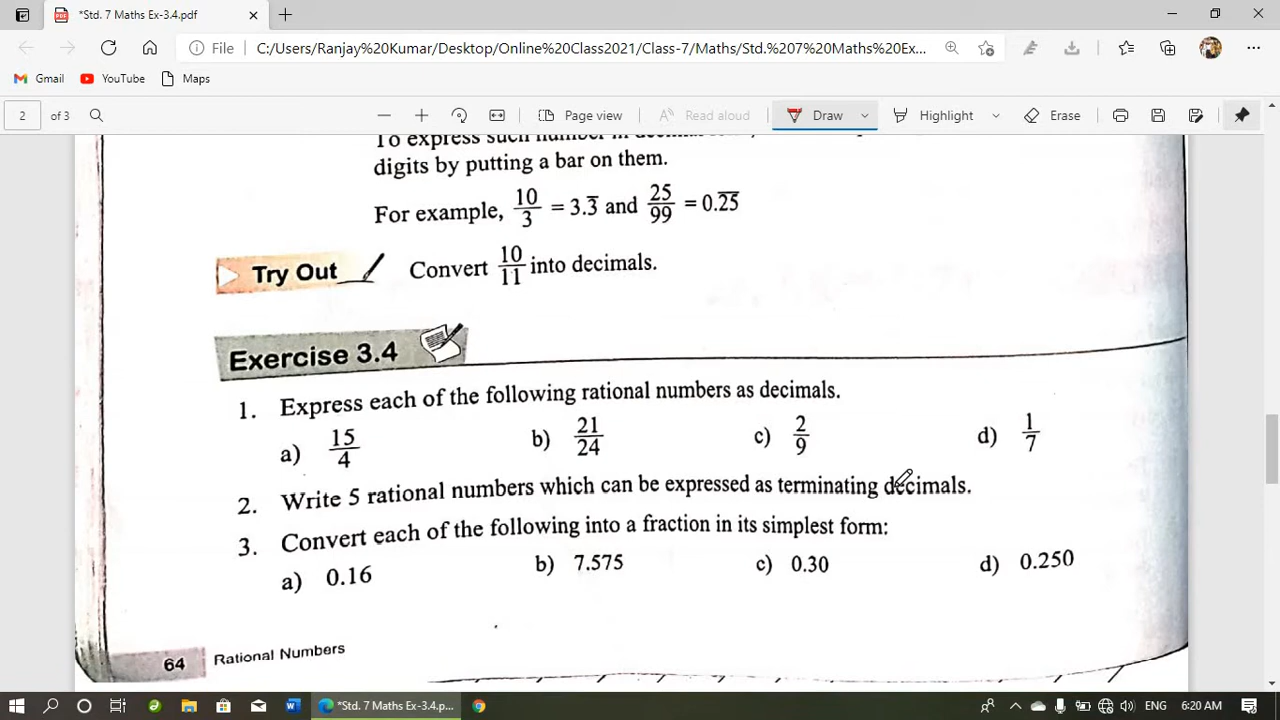 *Std. 7 Maths Ex-3.4.pdf
File C:/Users/Ranjay%20Kumar/Desktop/Online%20Class2021/Class-7/Maths/Std.%207%20Maths%20Ex...
Gmail YouTube Maps
2 of 3 Page view Read aloud Draw Highlight Erase
To express such number in
digits by putting a bar on them.
For example, 10/3 = 3.3̅ and 25/99 = 0.2̅5̅
Try Out Convert 10/11 into decimals.
Exercise 3.4
1. Express each of the following rational numbers as decimals.
a) 15/4 b) 21/24 c) 2/9 d) 1/7
2. Write 5 rational numbers which can be expressed as terminating decimals.
3. Convert each of the following into a fraction in its simplest form:
a) 0.16 b) 7.575 c) 0.30 d) 0.250
64 Rational Numbers
*Std. 7 Maths Ex-3.4.p... ENG 6:20 AM